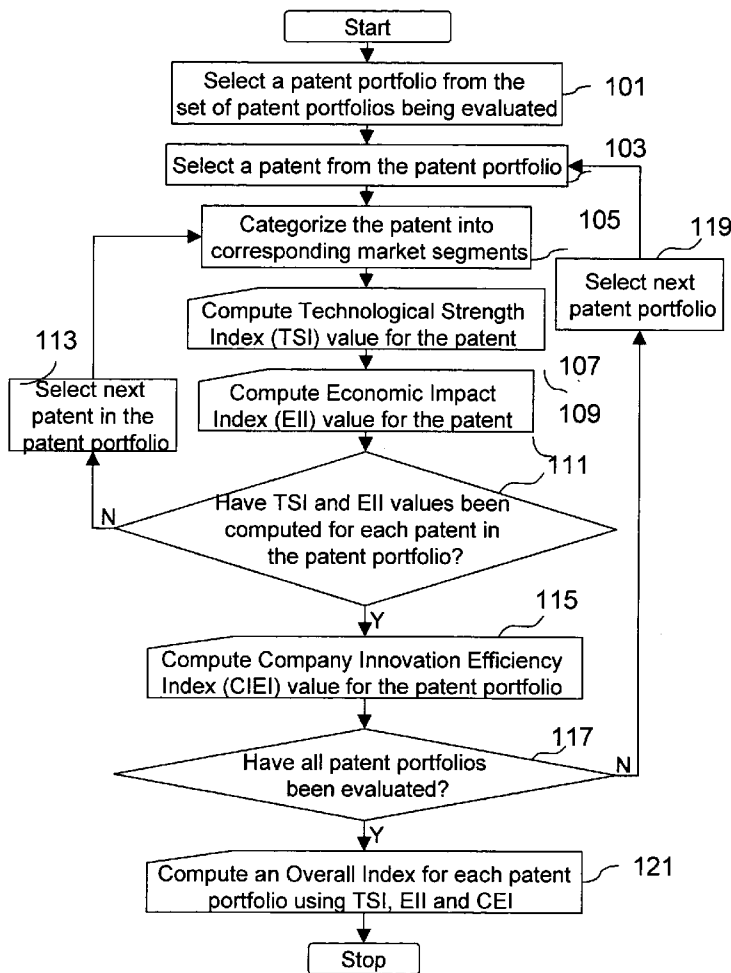 Start
Select a patent portfolio from the
set of patent portfolios being evaluated
101
Select a patent from the patent portfolio
103
Categorize the patent into
corresponding market segments
105
119
Select next
patent portfolio
Compute Technological Strength
Index (TSI) value for the patent
107
113
Select next
patent in the
patent portfolio
Compute Economic Impact
Index (EII) value for the patent
109
111
Have TSI and EII values been
computed for each patent in
the patent portfolio?
N
Y
115
Compute Company Innovation Efficiency
Index (CIEI) value for the patent portfolio
117
Have all patent portfolios
been evaluated?
N
Y
Compute an Overall Index for each patent
portfolio using TSI, EII and CEI
121
Stop